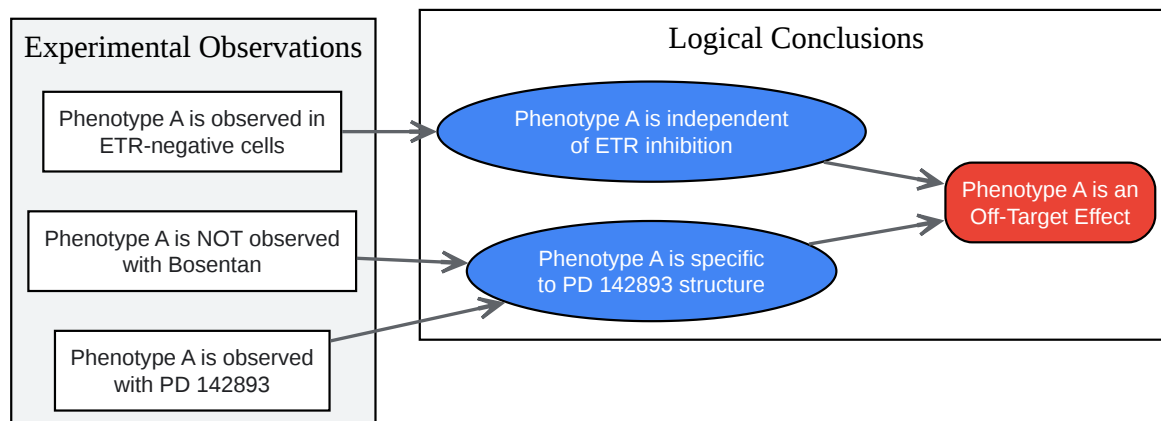 Experimental Observations
Phenotype A is observed in
ETR-negative cells
Phenotype A is NOT observed
with Bosentan
Phenotype A is observed
with PD 142893
Logical Conclusions
Phenotype A is independent
of ETR inhibition
Phenotype A is specific
to PD 142893 structure
Phenotype A is an
Off-Target Effect